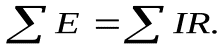 ∑ E = ∑ IR.